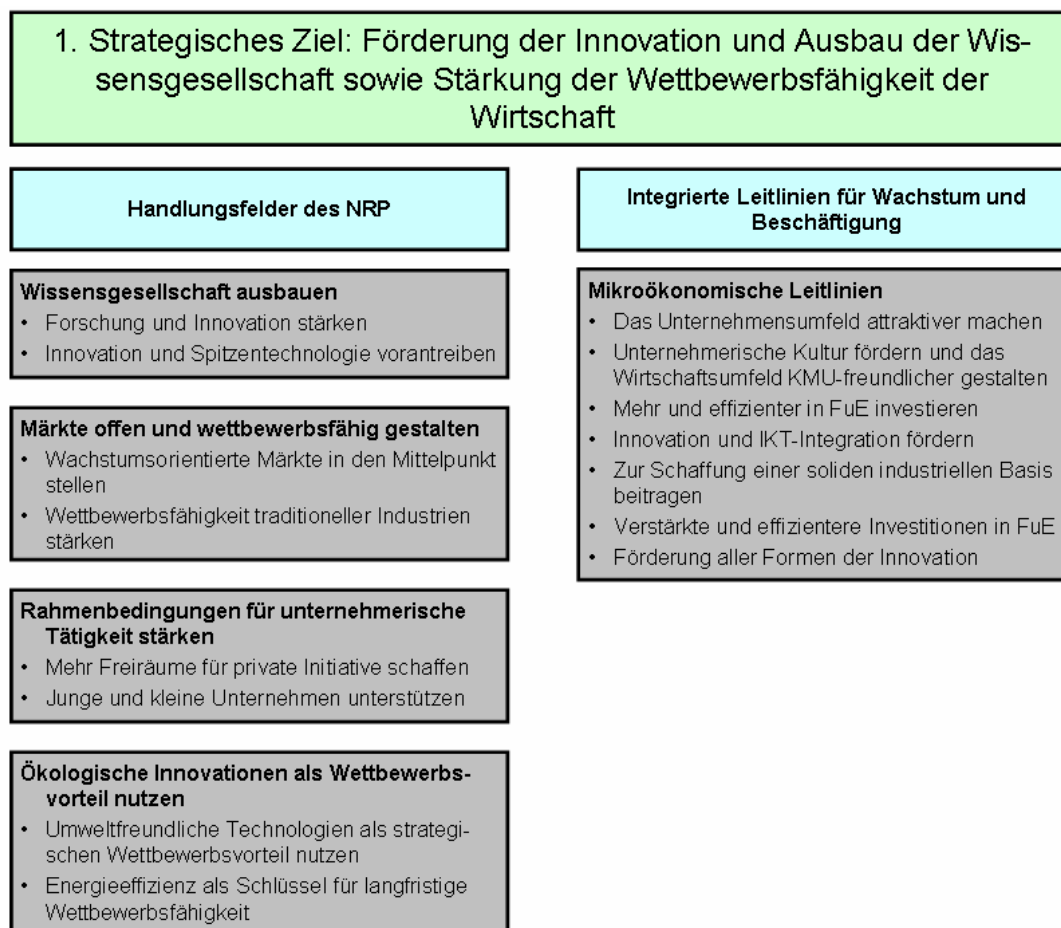 1. Strategisches Ziel: Förderung der Innovation und Ausbau der Wis-
sensgesellschaft sowie Stärkung der Wettbewerbsfähigkeit der
Wirtschaft
Handlungsfelder des NRP
Wissensgesellschaft ausbauen
• Forschung und Innovation stärken
• Innovation und Spitzentechnologie vorantreiben
Märkte offen und wettbewerbsfähig gestalten
• Wachstumsorientierte Märkte in den Mittelpunkt
stellen
• Wettbewerbsfähigkeit traditioneller Industrien
stärken
Rahmenbedingungen für unternehmerische
Tätigkeit stärken
• Mehr Freiräume für private Initiative schaffen
• Junge und kleine Unternehmen unterstützen
Ökologische Innovationen als Wettbewerbs-
vorteil nutzen
• Umweltfreundliche Technologien als strategi-
schen Wettbewerbsvorteil nutzen
• Energieeffizienz als Schlüssel für langfristige
Wettbewerbsfähigkeit
Integrierte Leitlinien für Wachstum und
Beschäftigung
Mikroökonomische Leitlinien
• Das Unternehmensumfeld attraktiver machen
• Unternehmerische Kultur fördern und das
Wirtschaftsumfeld KMU-freundlicher gestalten
• Mehr und effizienter in FuE investieren
• Innovation und IKT-Integration fördern
• Zur Schaffung einer soliden industriellen Basis
beitragen
• Verstärkte und effizientere Investitionen in FuE
• Förderung aller Formen der Innovation